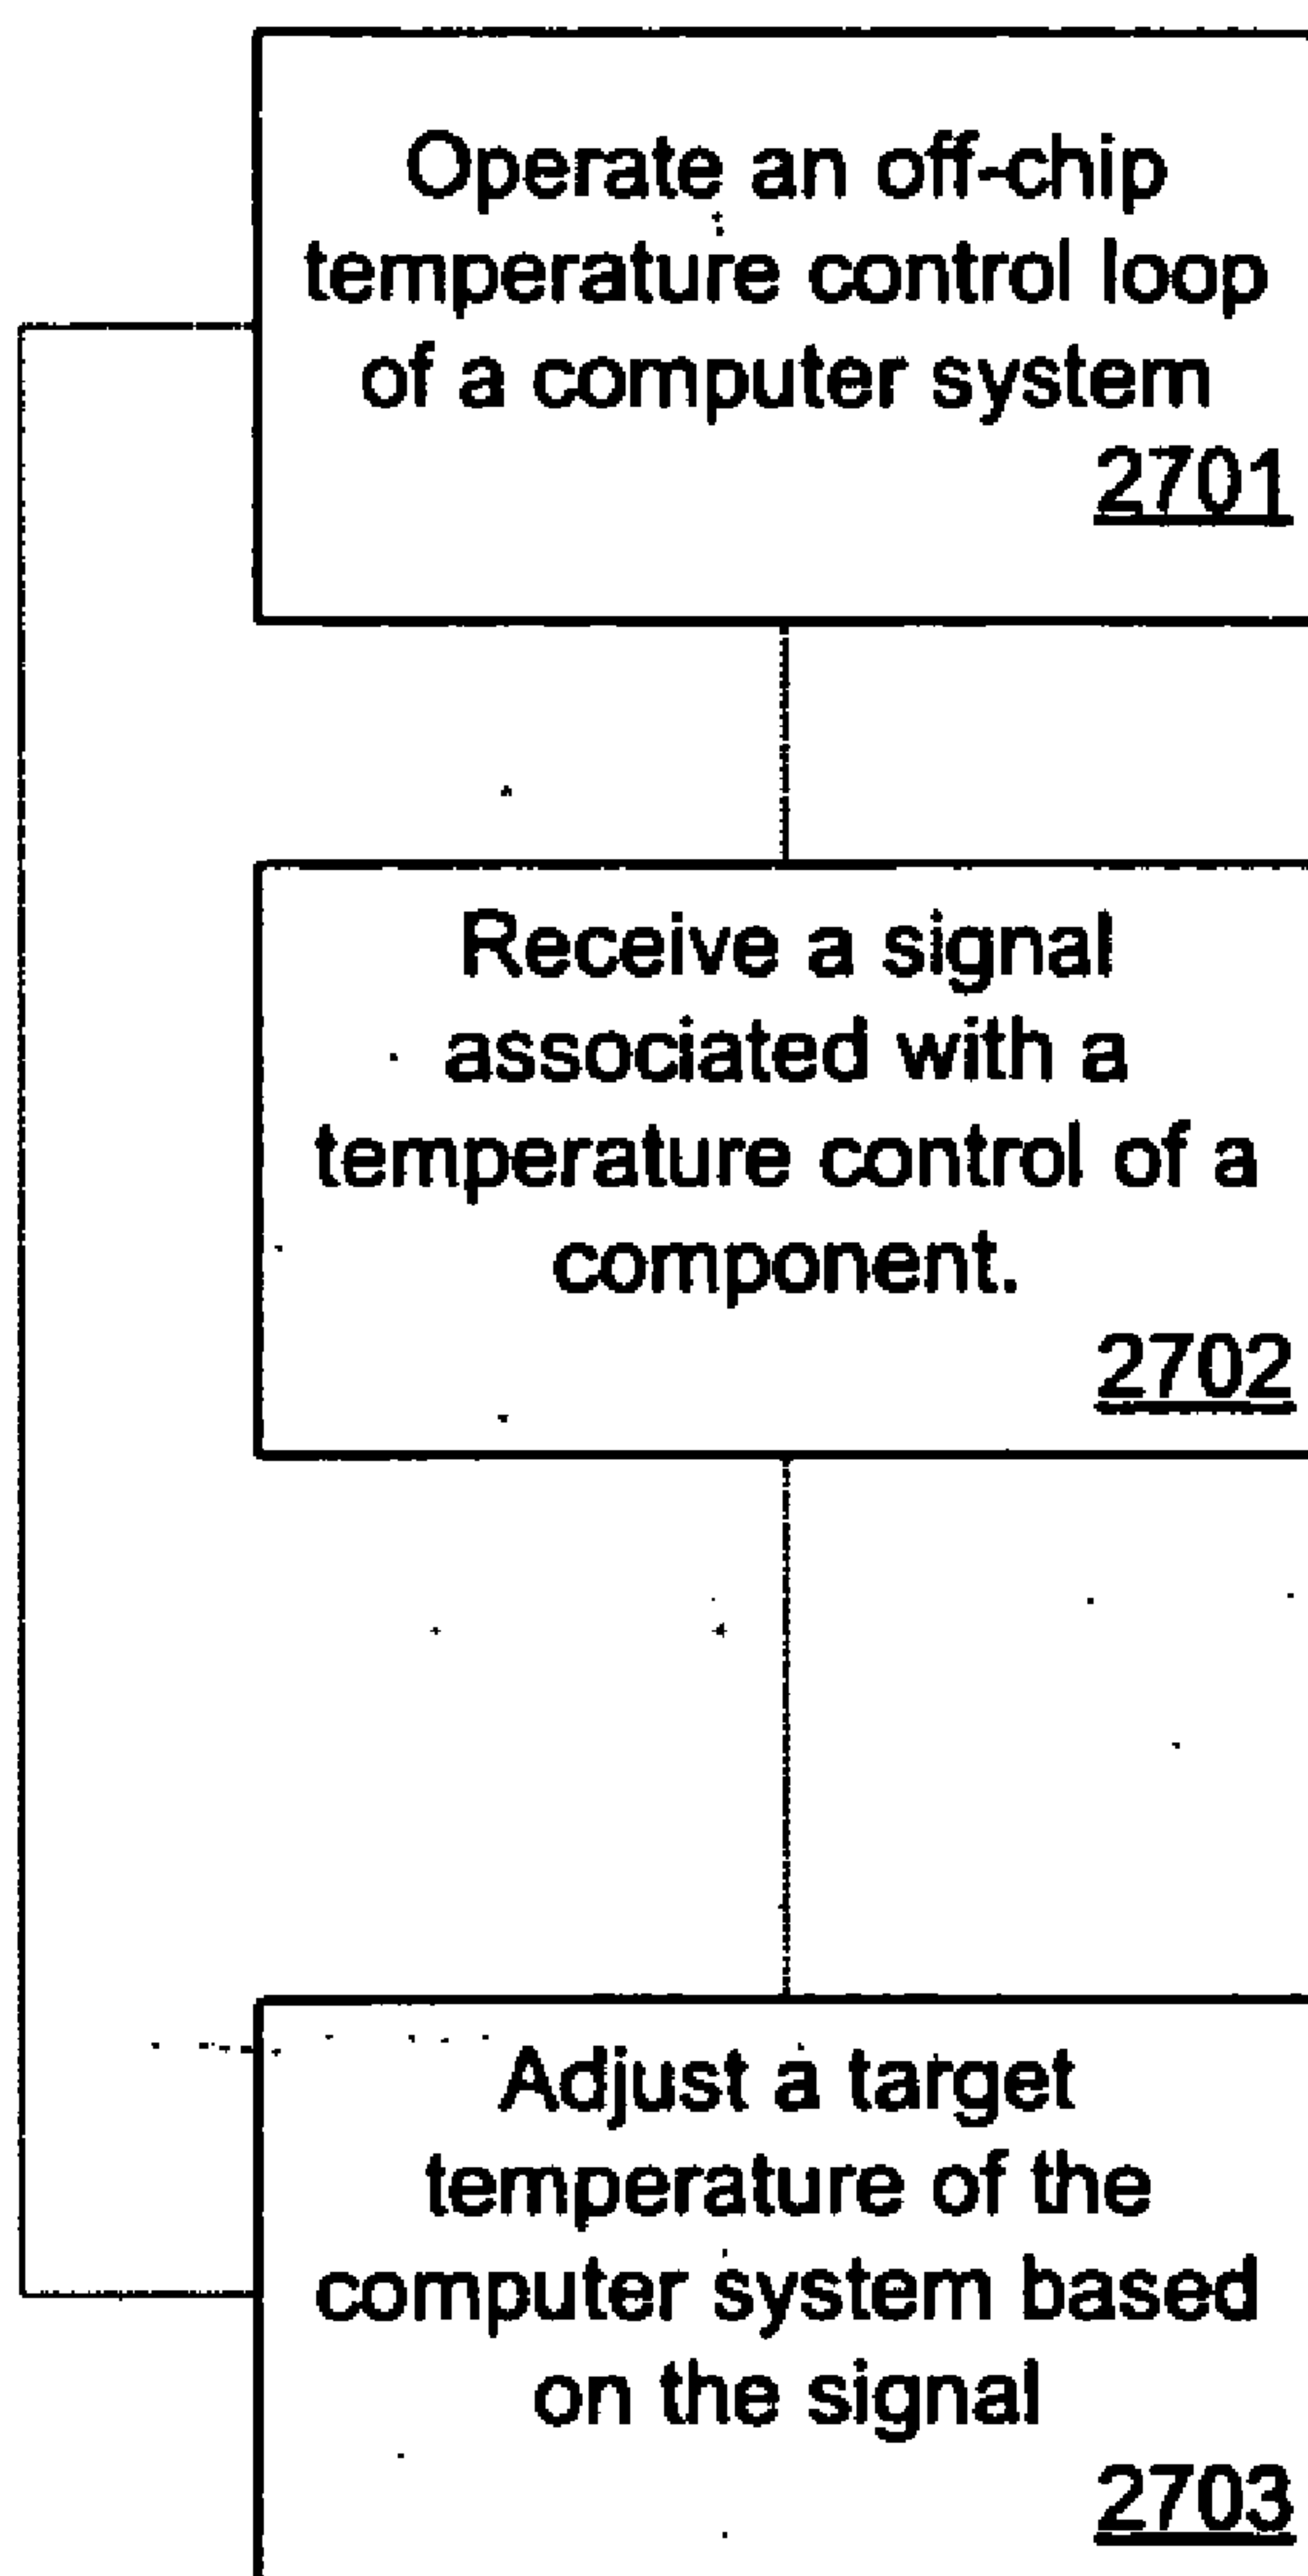 Operate an off-chip
temperature control loop
of a computer system
2701
Receive a signal
associated with a
temperature control of a
component.
2702
Adjust a target
temperature of the
computer system based
on the signal
2703